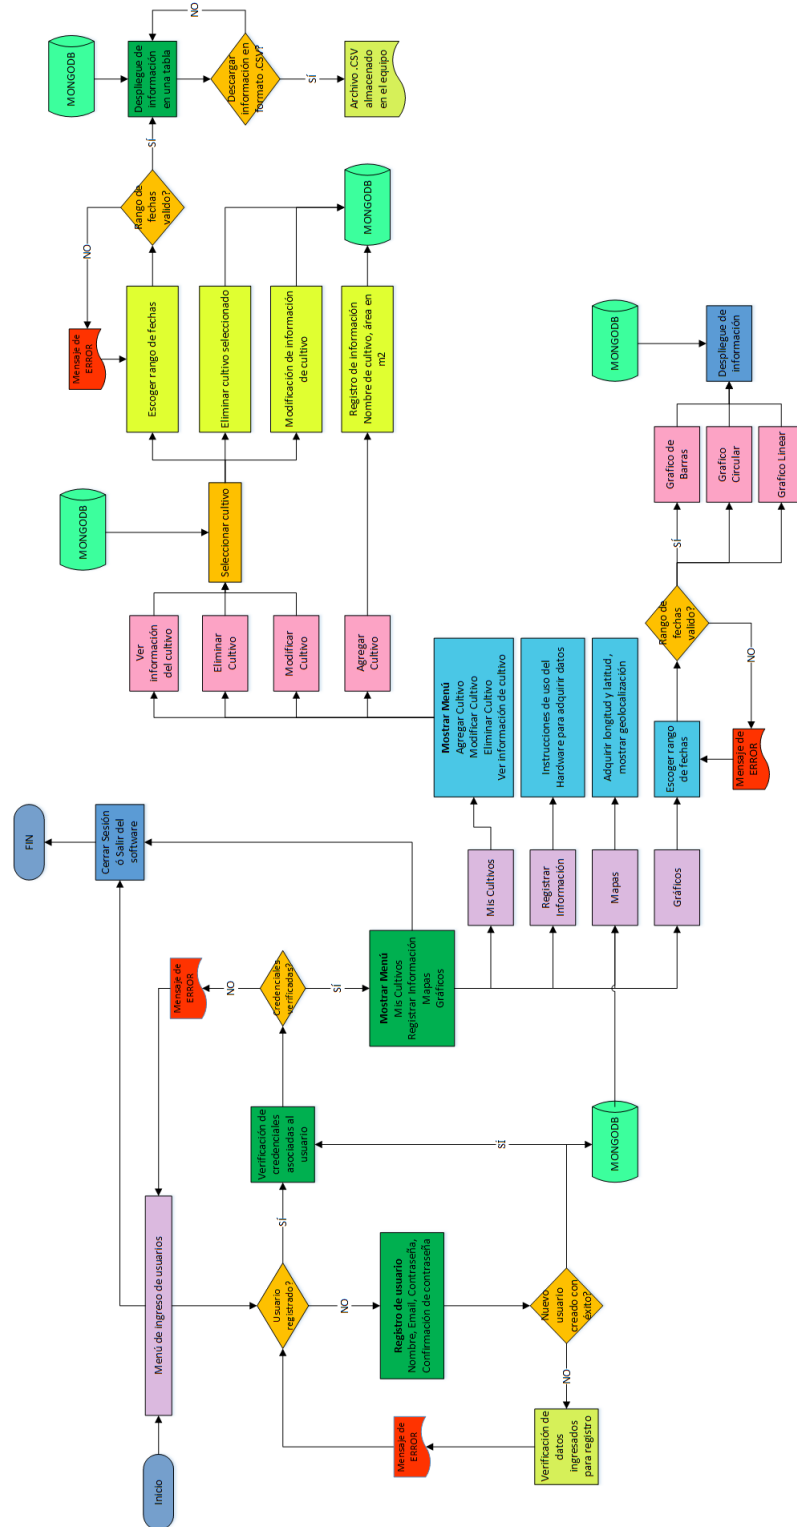 Inicio
Menú de ingreso de usuarios
Cerrar Sesión
ó Salir del
software
FIN
Usuario
registrado?
SÍ
NO
Verificación de
credenciales
asociadas al
usuario
Credenciales
verificadas?
NO
Mensaje de
ERROR
SÍ
Registro de usuario
Nombre, Email, Contraseña,
Confirmación de contraseña
Nuevo
usuario
creado con
éxito?
NO
Verificación de
datos
ingresados
para registro
Mensaje de
ERROR
SÍ
MONGODB
Mostrar Menú
Mis Cultivos
Registrar Información
Mapas
Gráficos
Mis Cultivos
Registrar
Información
Mapas
Gráficos
Mostrar Menú
Agregar Cultivo
Modificar Cultivo
Eliminar Cultivo
Ver información de cultivo
Instrucciones de uso del
Hardware para adquirir datos
Adquirir longitud y latitud ,
mostrar geolocalización
Escoger rango
de fechas
Mensaje de
ERROR
NO
Rango de
fechas
valido?
SÍ
Grafico de
Barras
Grafico
Circular
Grafico Linear
MONGODB
Despliegue de
información
Ver
información
del cultivo
Eliminar
Cultivo
Modificar
Cultivo
Agregar
Cultivo
MONGODB
Seleccionar cultivo
Escoger rango de fechas
Eliminar cultivo seleccionado
Modificación de información
de cultivo
Registro de información
Nombre de cultivo, área en
m2
MONGODB
Mensaje de
ERROR
NO
Rango de
fechas
valido?
SÍ
MONGODB
Despliegue de
información
en una tabla
NO
Descargar
información en
formato .CSV?
SÍ
Archivo .CSV
almacenado
en el equipo